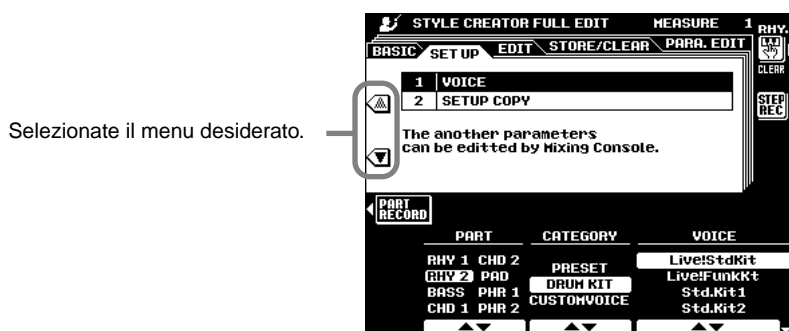 STYLE CREATOR FULL EDIT MEASURE 1 RHY.
BASIC SET UP EDIT STORE/CLEAR PARA. EDIT
CLEAR
1 VOICE
2 SETUP COPY
STEP
REC
Selezionate il menu desiderato.
The another parameters
can be editted by Mixing Console.
PART
RECORD
PART CATEGORY VOICE
RHY 1 CHD 2
RHY 2 PAD
BASS PHR 1
CHD 1 PHR 2
PRESET
DRUM KIT
CUSTOMVOICE
Live!StdKit
Live!FunkKt
Std.Kit1
Std.Kit2